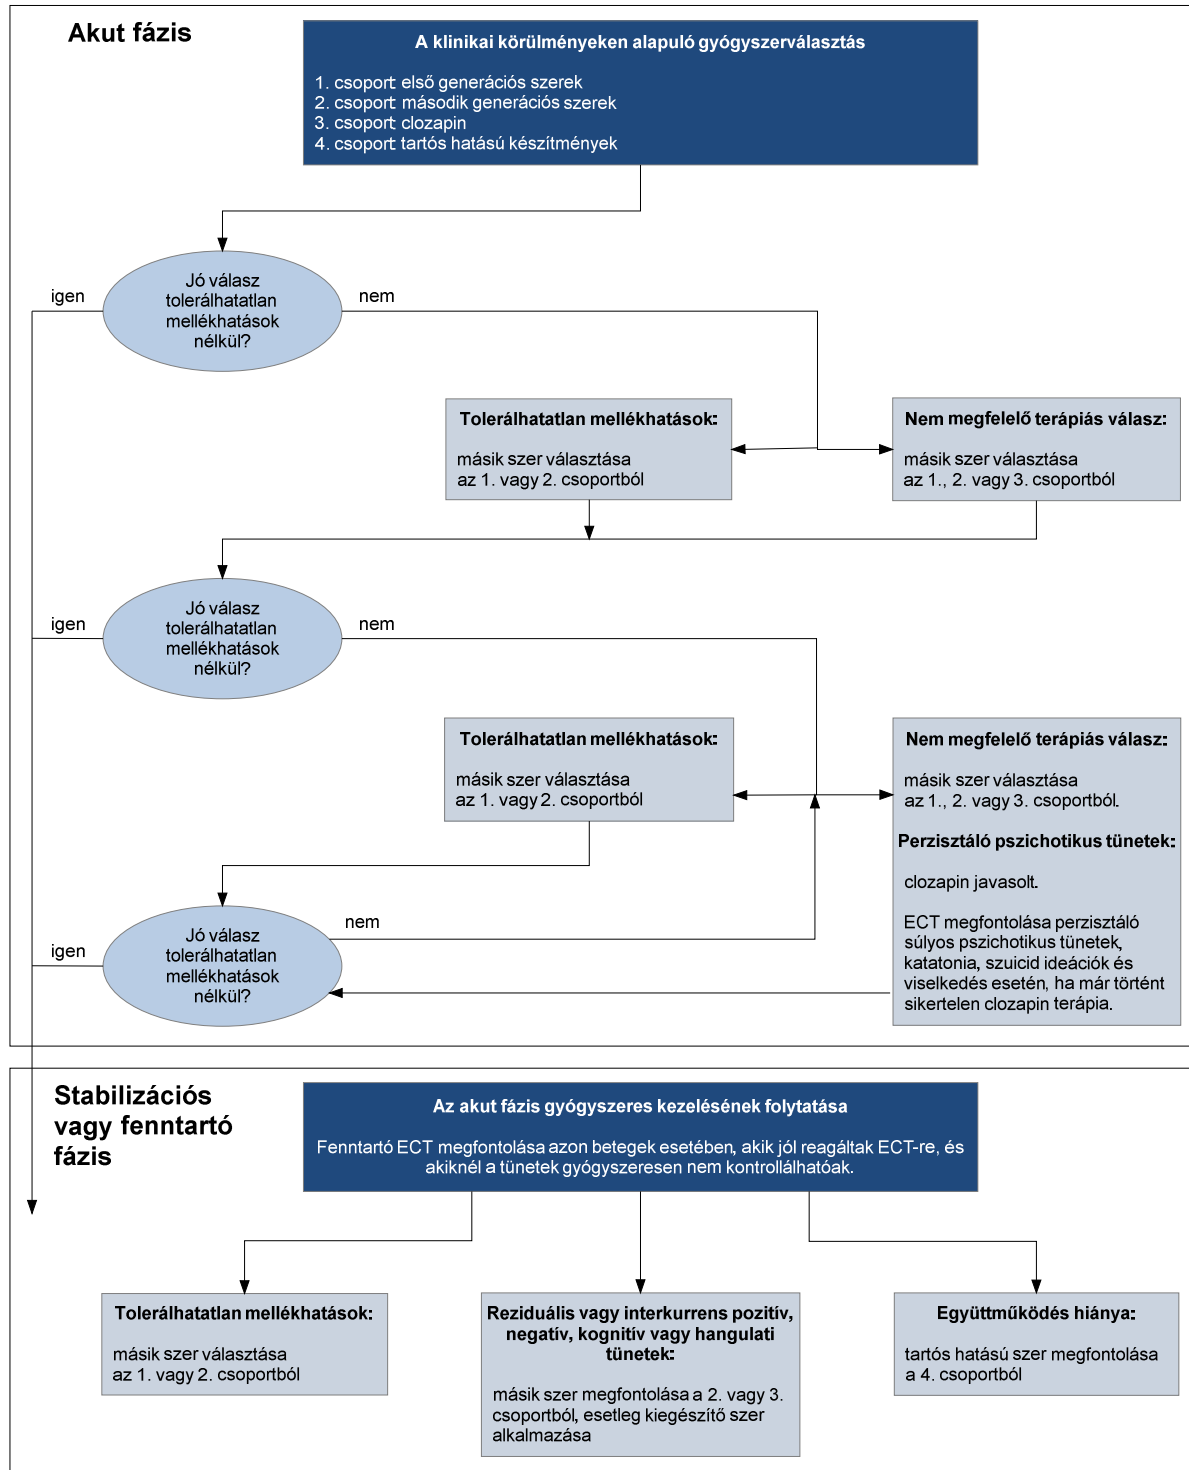 Akut fázis
A klinikai körülményeken alapuló gyógyszerválasztás
1. csoport első generációs szerek
2. csoport második generációs szerek
3. csoport clozapin
4. csoport tartós hatású készítmények
Jó válasz
tolerálhatatlan
mellékhatások
nélkül?
igen
nem
Tolerálhatatlan mellékhatások:
másik szer választása
az 1. vagy 2. csoportból
Nem megfelelő terápiás válasz:
másik szer választása
az 1., 2. vagy 3. csoportból
Jó válasz
tolerálhatatlan
mellékhatások
nélkül?
igen
nem
Tolerálhatatlan mellékhatások:
másik szer választása
az 1. vagy 2. csoportból
Nem megfelelő terápiás válasz:
másik szer választása
az 1., 2. vagy 3. csoportból.
Perzisztáló pszichotikus tünetek:
clozapin javasolt.
ECT megfontolása perzisztáló
súlyos pszichotikus tünetek,
katatonia, szuicid ideációk és
viselkedés esetén, ha már történt
sikertelen clozapin terápia.
Jó válasz
tolerálhatatlan
mellékhatások
nélkül?
igen
nem
Stabilizációs
vagy fenntartó
fázis
Az akut fázis gyógyszeres kezelésének folytatása
Fenntartó ECT megfontolása azon betegek esetében, akik jól reagáltak ECT-re, és
akiknél a tünetek gyógyszeresen nem kontrollálhatóak.
Tolerálhatatlan mellékhatások:
másik szer választása
az 1. vagy 2. csoportból
Reziduális vagy interkurrens pozitív,
negatív, kognitív vagy hangulati
tünetek:
másik szer megfontolása a 2. vagy 3.
csoportból, esetleg kiegészítő szer
alkalmazása
Együttműködés hiánya:
tartós hatású szer megfontolása
a 4. csoportból